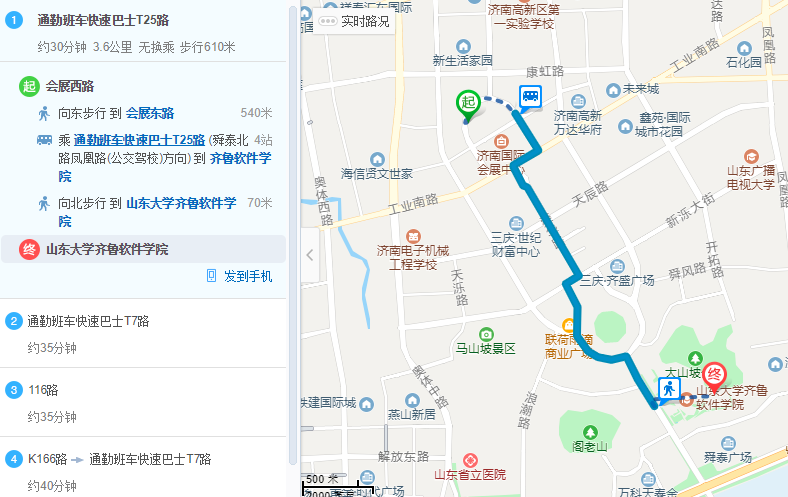 1
通勤班车快速巴士T25路
约30分钟 3.6公里 无换乘 步行610米
起 会展西路
向东步行 到 会展东路 540米
乘 通勤班车快速巴士T25路 (舜泰北 4站
路凤凰路(公交驾校)方向) 到 齐鲁软件学
院
向北步行 到 山东大学齐鲁软件学 70米
院
终 山东大学齐鲁软件学院
发到手机
2 通勤班车快速巴士T7路
约35分钟
3 116路
约35分钟
4 K166路 通勤班车快速巴士T7路
约40分钟
实时路况
济南高新区第
一实验学校
新生活家园
康虹路
工业南路
石化园
凤凰路
未来城
起
济南高新
万达华府
鑫苑·国际
城市花园
济南国际
会展中心
海信贤文世家
奥体西路
工业南路
天辰路
山东广播
电视大学
新泺大街
三庆·世纪
财富中心
济南电子机械
工程学校
天泺路
开拓路
舜风路
三庆·齐盛广场
马山坡景区
联荷雨滴
商业广场
大山坡
终
山东大学齐鲁
软件学院
奥体中路
铁建国际城
燕山新居
浪潮路
阁老山
解放东路
山东省立医院
舜泰广场
万科天泰金
500 米